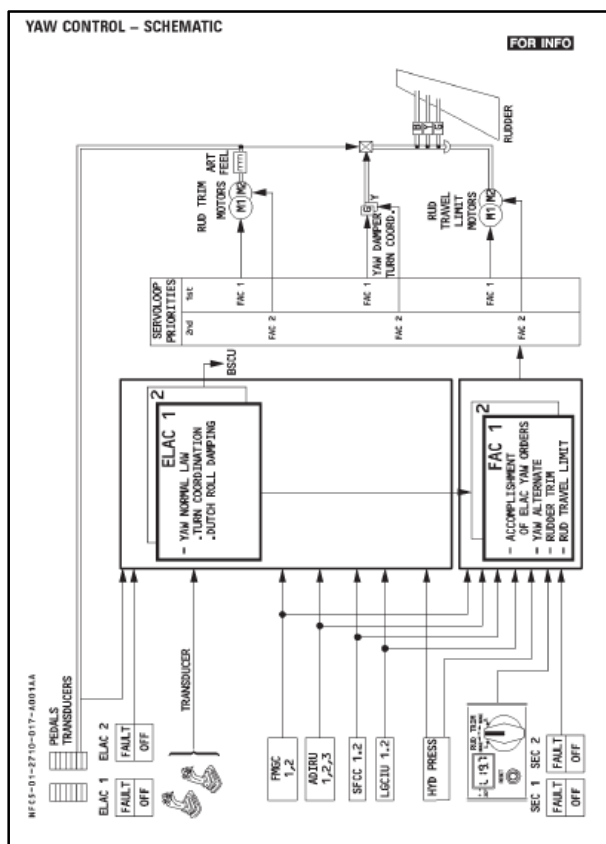 YAW CONTROL – SCHEMATIC
FOR INFO
RUDDER
B
Y
G
ART
FEEL
RUD TRIM
MOTORS
M1 M2
G
Y
YAW DAMPER
TURN COORD.
RUD
TRAVEL
LIMIT
MOTORS
M1 M2
SERVOLOOP
PRIORITIES
1st
2nd
FAC 1
FAC 2
FAC 1
FAC 2
FAC 1
FAC 2
BSCU
2
ELAC 1
- YAW NORMAL LAW
.TURN COORDINATION
.DUTCH ROLL DAMPING
2
FAC 1
- ACCOMPLISHMENT
OF ELAC YAW ORDERS
- YAW ALTERNATE
- RUDDER TRIM
- RUD TRAVEL LIMIT
PEDALS
TRANSDUCERS
ELAC 1
FAULT
OFF
ELAC 2
FAULT
OFF
TRANSDUCER
FMGC
1,2
ADIRU
1,2,3
SFCC 1.2
LGCIU 1.2
HYD PRESS
RUD TRIM
L19.7
RESET
SEC 1
FAULT
OFF
SEC 2
FAULT
OFF
NFC5-01-2710-017-A001AA